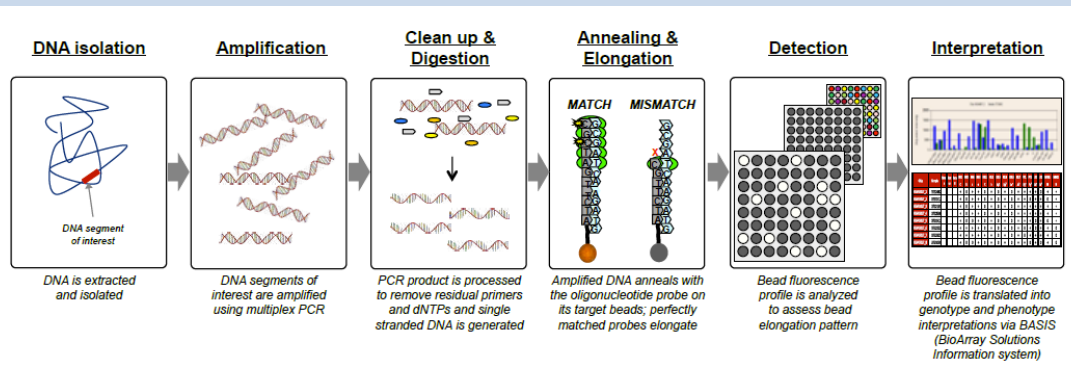 DNA isolation
DNA segment
of interest
DNA is extracted
and isolated
Amplification
DNA segments of
interest are amplified
using multiplex PCR
Clean up &
Digestion
PCR product is processed
to remove residual primers
and dNTPs and single
stranded DNA is generated
Annealing &
Elongation
MATCH MISMATCH
X
Amplified DNA anneals with
the oligonucleotide probe on
its target beads; perfectly
matched probes elongate
Detection
Bead fluorescence
profile is analyzed
to assess bead
elongation pattern
Interpretation
Bead fluorescence
profile is translated into
genotype and phenotype
interpretations via BASIS
(BioArray Solutions
Information system)